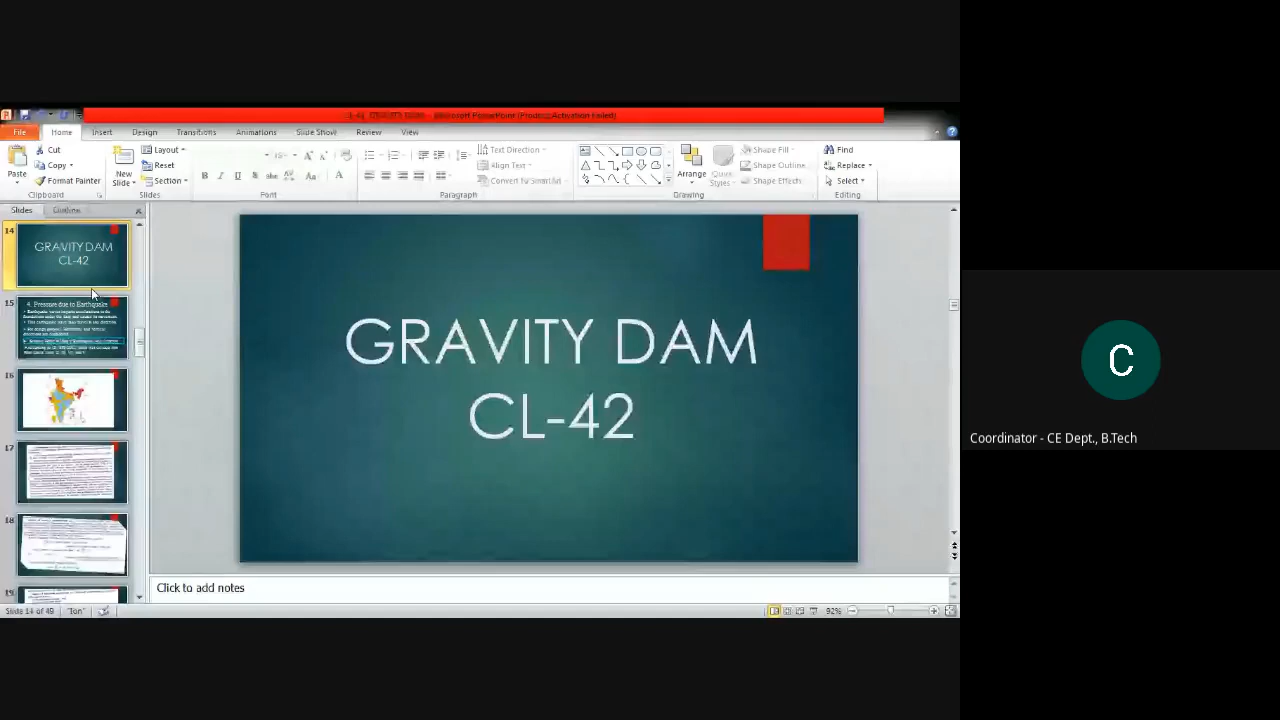 Microsoft PowerPoint (Product Activation Failed)
File Home Insert Design Transitions Animations Slide Show Review View
Cut Layout Text Direction Shape Fill Find
Paste Copy New Slide Reset Align Text Arrange Quick Styles Shape Outline Replace
Format Painter Section B I U S abc AV Aa A Convert to SmartArt Shape Effects Select
Clipboard Slides Font Paragraph Drawing Editing
Slides Outline
14
GRAVITY DAM
CL-42
15
4. Pressure due to Earthquake
16
17
18
19
GRAVITY DAM
CL-42
Click to add notes
Slide 14 of 49 "Ion" 92%
C
Coordinator - CE Dept., B.Tech